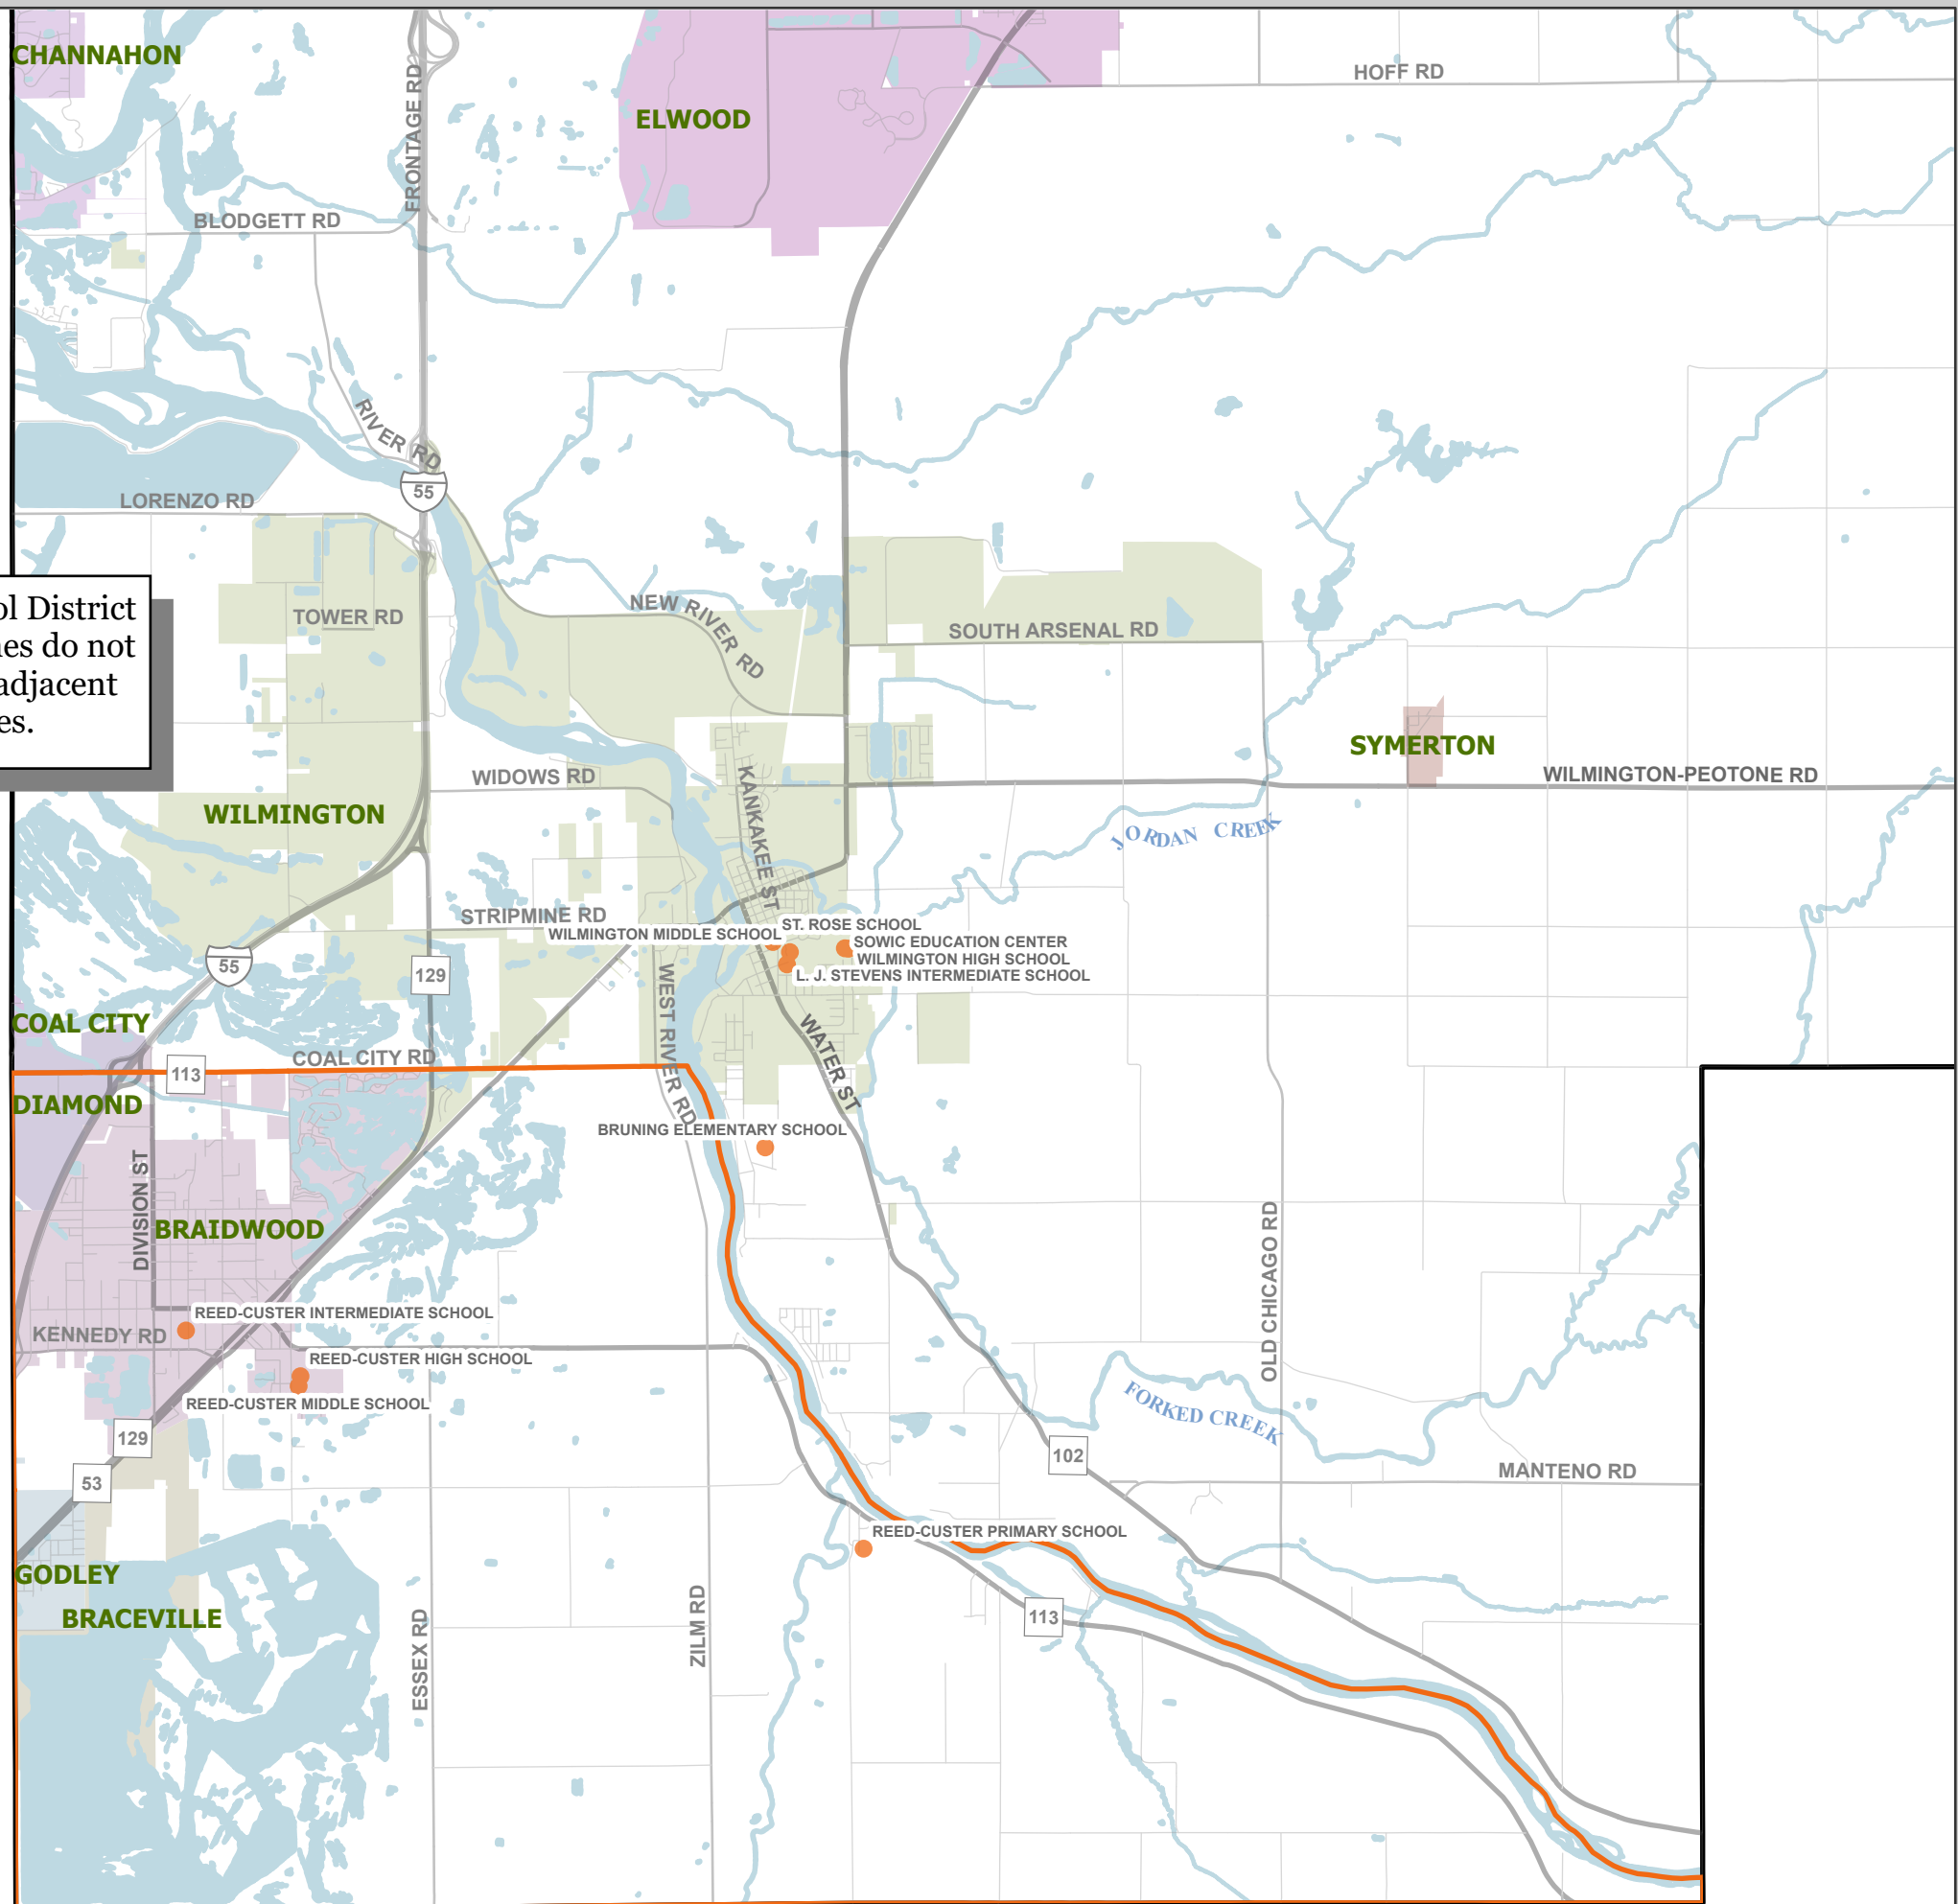 CHANNAHON
ELWOOD
HOFF RD
FRONTAGE RD
BLODGETT RD
RIVER RD
55
LORENZO RD
TOWER RD
NEW RIVER RD
SOUTH ARSENAL RD
ol District
nes do not
adjacent
es.
SYMERTON
WILMINGTON-PEOTONE RD
WIDOWS RD
KANKAKEE ST
WILMINGTON
JORDAN CREEK
STRIPMINE RD
ST. ROSE SCHOOL
WILMINGTON MIDDLE SCHOOL
SOWIC EDUCATION CENTER
WILMINGTON HIGH SCHOOL
L. J. STEVENS INTERMEDIATE SCHOOL
55
129
WEST RIVER RD
WATER ST
COAL CITY
COAL CITY RD
113
DIAMOND
BRUNING ELEMENTARY SCHOOL
DIVISION ST
BRAIDWOOD
OLD CHICAGO RD
REED-CUSTER INTERMEDIATE SCHOOL
KENNEDY RD
REED-CUSTER HIGH SCHOOL
REED-CUSTER MIDDLE SCHOOL
FORKED CREEK
129
102
53
MANTENO RD
REED-CUSTER PRIMARY SCHOOL
GODLEY
BRACEVILLE
113
ESSEX RD
ZILM RD